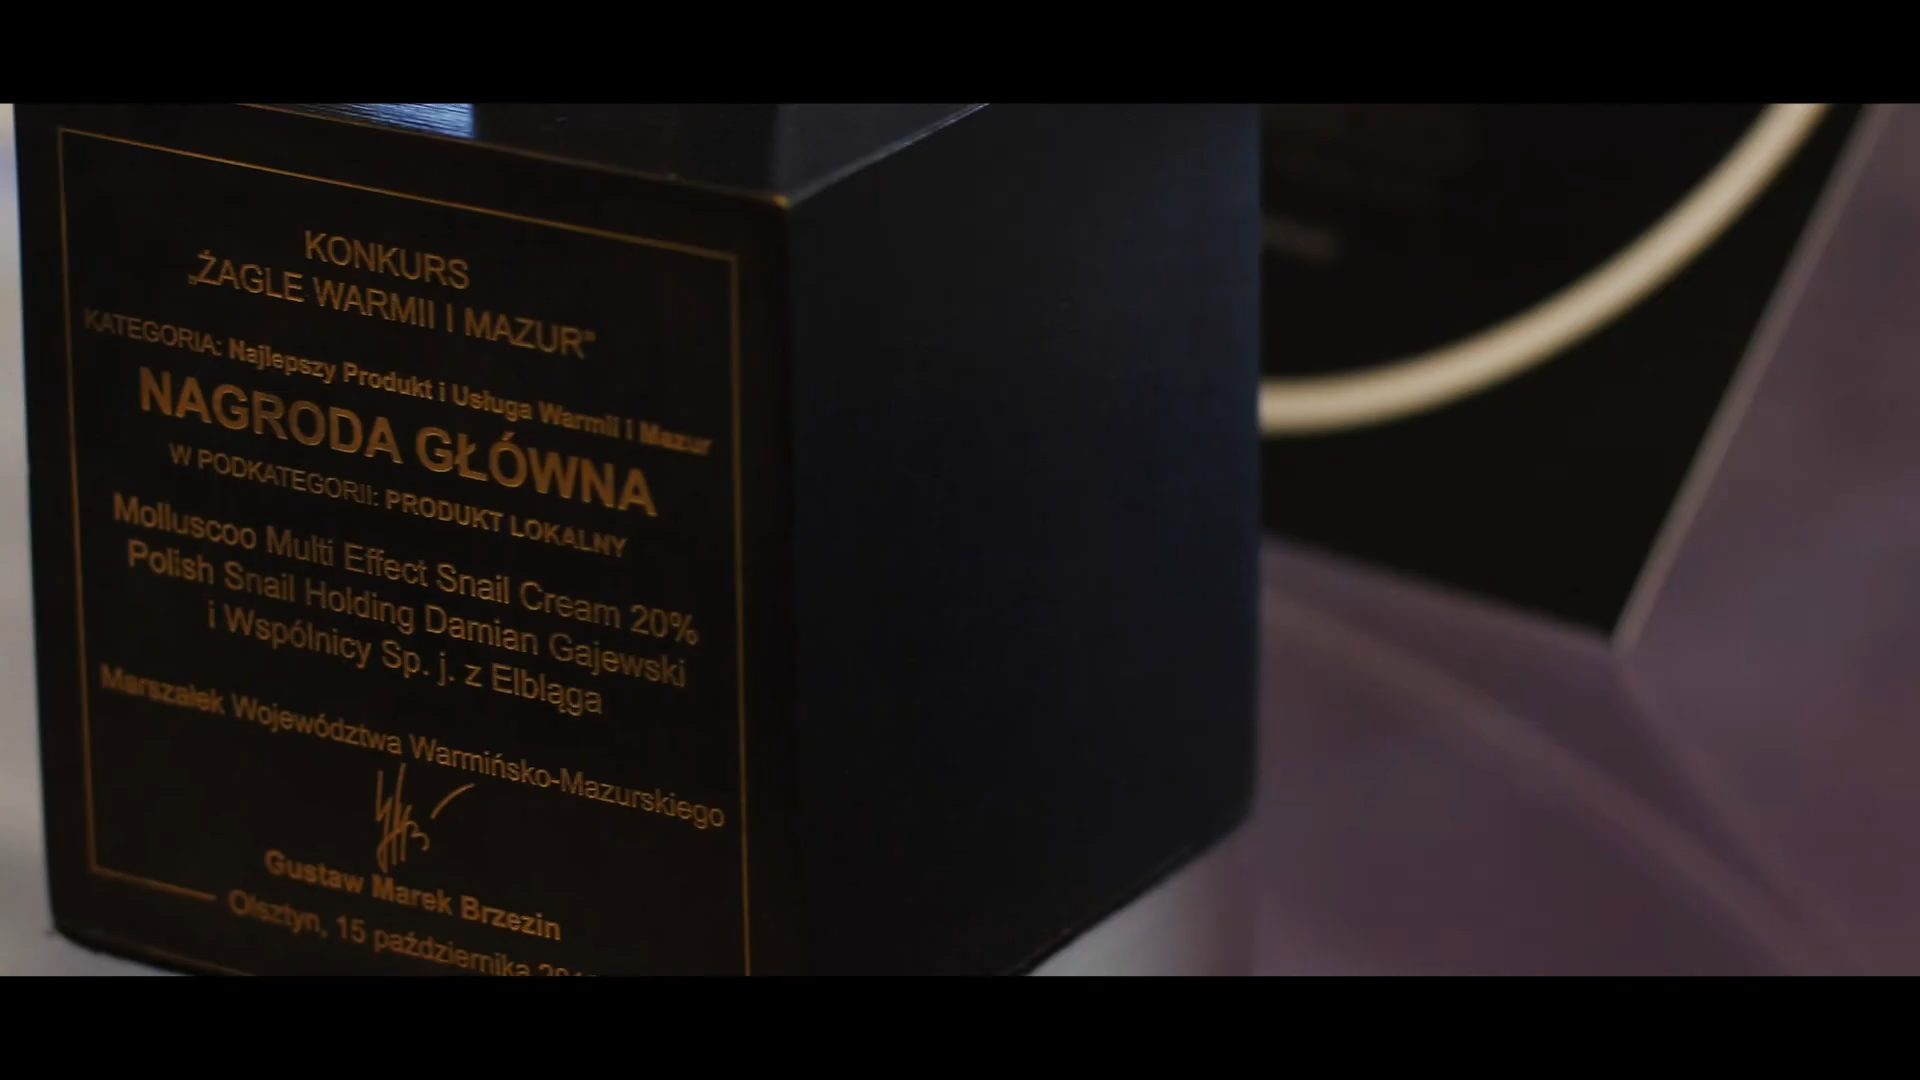 KONKURS
„ŻAGLE WARMII I MAZUR”
KATEGORIA: Najlepszy Produkt i Usługa Warmii i Mazur
NAGRODA GŁÓWNA
W PODKATEGORII: PRODUKT LOKALNY
Molluscoo Multi Effect Snail Cream 20%
Polish Snail Holding Damian Gajewski
i Wspólnicy Sp. j. z Elbląga
Marszałek Województwa Warmińsko-Mazurskiego
Gustaw Marek Brzezin
Olsztyn, 15 października